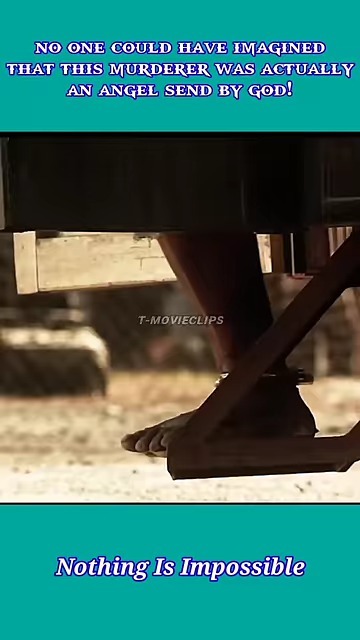 NO ONE COULD HAVE IMAGINED
THAT THIS MURDERER WAS ACTUALLY
AN ANGEL SEND BY GOD!
T-MOVIECLIPS
Nothing Is Impossible